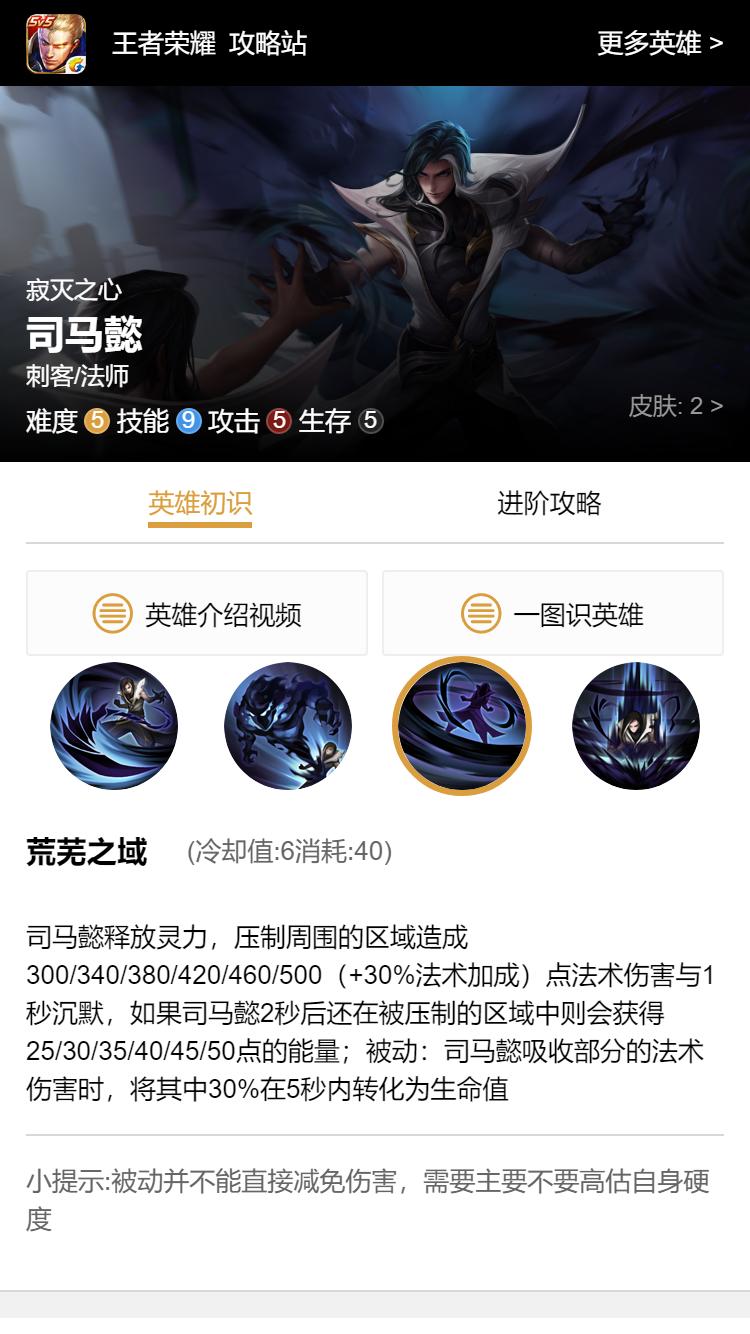 5V5
王者荣耀 攻略站
更多英雄 >
寂灭之心
司马懿
刺客/法师
难度 5 技能 9 攻击 5 生存 5
皮肤: 2 >
英雄初识
进阶攻略
英雄介绍视频
一图识英雄
荒芜之域 (冷却值:6消耗:40)
司马懿释放灵力，压制周围的区域造成
300/340/380/420/460/500（+30%法术加成）点法术伤害与1
秒沉默，如果司马懿2秒后还在被压制的区域中则会获得
25/30/35/40/45/50点的能量；被动：司马懿吸收部分的法术
伤害时，将其中30%在5秒内转化为生命值
小提示:被动并不能直接减免伤害，需要主要不要高估自身硬
度